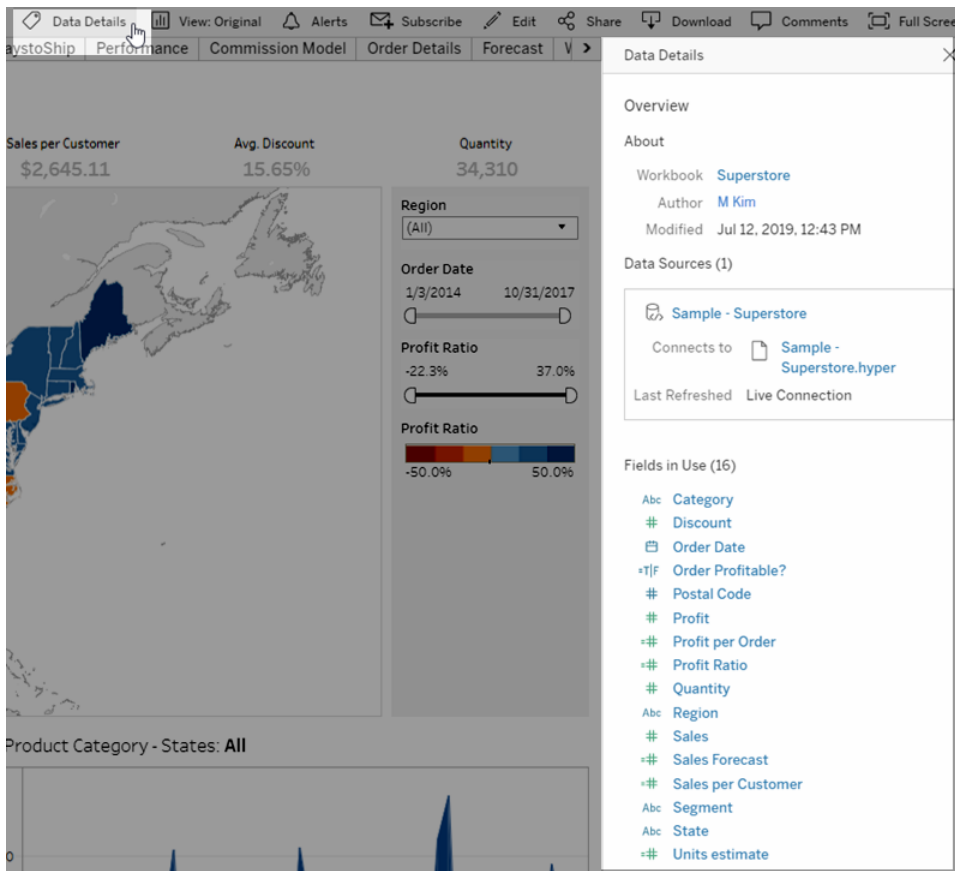 Data Details View: Original Alerts Subscribe Edit Share Download Comments Full Scree
aystoShip Performance Commission Model Order Details Forecast
Sales per Customer Avg. Discount Quantity
$2,645.11 15.65% 34,310
Region
(All)
Order Date
1/3/2014 10/31/2017
Profit Ratio
-22.3% 37.0%
Profit Ratio
-50.0% 50.0%
Product Category - States: All
0
Data Details
Overview
About
Workbook Superstore
Author M Kim
Modified Jul 12, 2019, 12:43 PM
Data Sources (1)
Sample - Superstore
Connects to Sample -
Superstore.hyper
Last Refreshed Live Connection
Fields in Use (16)
Abc Category
# Discount
Order Date
=T|F Order Profitable?
# Postal Code
# Profit
=# Profit per Order
=# Profit Ratio
# Quantity
Abc Region
# Sales
=# Sales Forecast
=# Sales per Customer
Abc Segment
Abc State
=# Units estimate